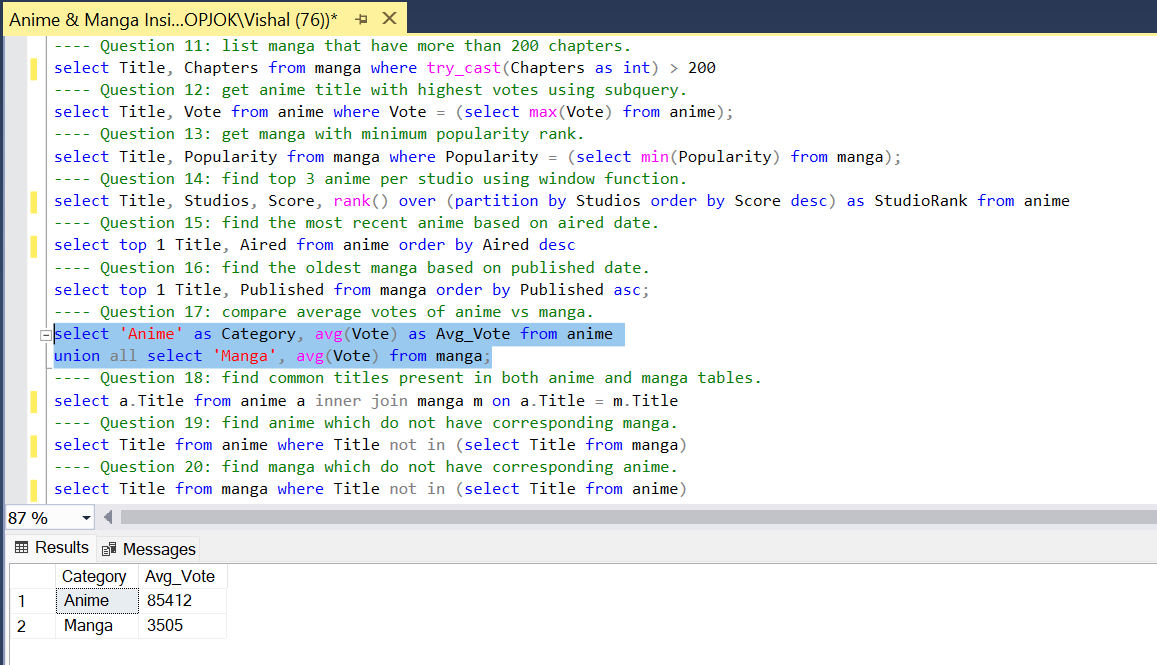 Anime & Manga Insi...OPJOK\Vishal (76))*
---- Question 11: list manga that have more than 200 chapters.
select Title, Chapters from manga where try_cast(Chapters as int) > 200
---- Question 12: get anime title with highest votes using subquery.
select Title, Vote from anime where Vote = (select max(Vote) from anime);
---- Question 13: get manga with minimum popularity rank.
select Title, Popularity from manga where Popularity = (select min(Popularity) from manga);
---- Question 14: find top 3 anime per studio using window function.
select Title, Studios, Score, rank() over (partition by Studios order by Score desc) as StudioRank from anime
---- Question 15: find the most recent anime based on aired date.
select top 1 Title, Aired from anime order by Aired desc
---- Question 16: find the oldest manga based on published date.
select top 1 Title, Published from manga order by Published asc;
---- Question 17: compare average votes of anime vs manga.
select 'Anime' as Category, avg(Vote) as Avg_Vote from anime
union all select 'Manga', avg(Vote) from manga;
---- Question 18: find common titles present in both anime and manga tables.
select a.Title from anime a inner join manga m on a.Title = m.Title
---- Question 19: find anime which do not have corresponding manga.
select Title from anime where Title not in (select Title from manga)
---- Question 20: find manga which do not have corresponding anime.
select Title from manga where Title not in (select Title from anime)
87 %
Results Messages
Category Avg_Vote
1 Anime 85412
2 Manga 3505